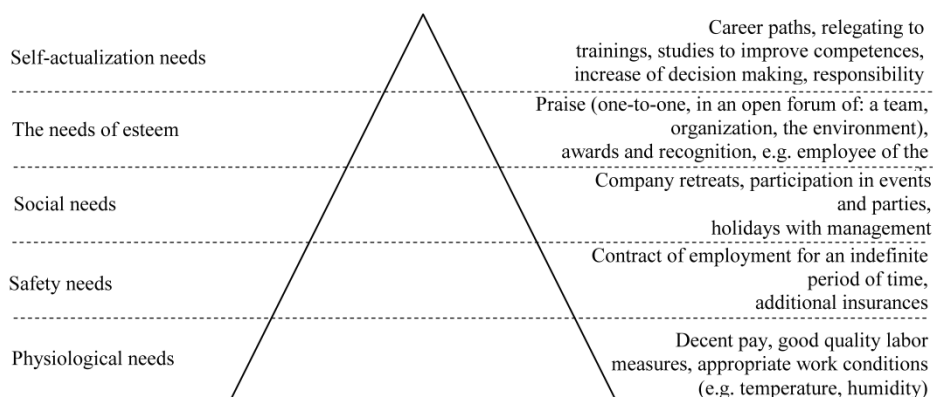 Self-actualization needs
Career paths, relegating to
trainings, studies to improve competences,
increase of decision making, responsibility
The needs of esteem
Praise (one-to-one, in an open forum of: a team,
organization, the environment),
awards and recognition, e.g. employee of the
Social needs
Company retreats, participation in events
and parties,
holidays with management
Safety needs
Contract of employment for an indefinite
period of time,
additional insurances
Physiological needs
Decent pay, good quality labor
measures, appropriate work conditions
(e.g. temperature, humidity)